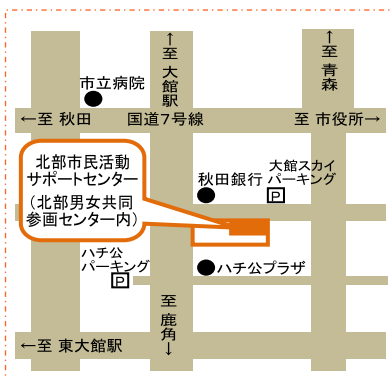 ←至 大館駅
←至 青森
市立病院
←至 秋田
国道7号線
至 市役所→
北部市民活動
サポートセンター
(北部男女共同
参画センター内)
秋田銀行
大館スカイ
パーキング
P
ハチ公
パーキング
P
ハチ公プラザ
至 鹿角→
←至 東大館駅